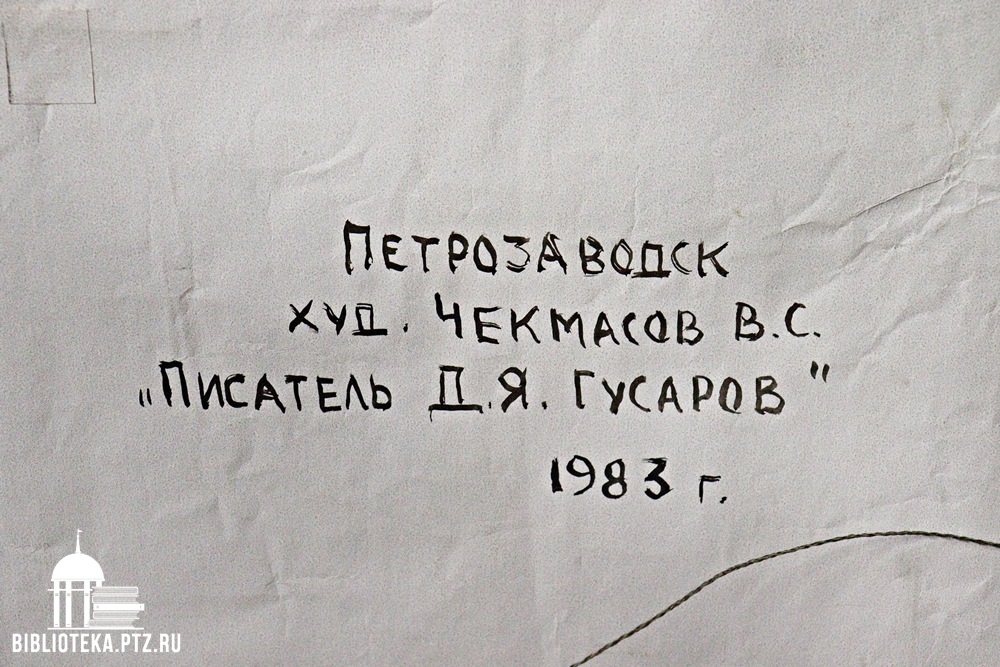 Петрозаводск
худ. Чекмасов В.С.
„Писатель Д.Я. Гусаров"
1983 г.
BIBLIOTEKA.PTZ.RU